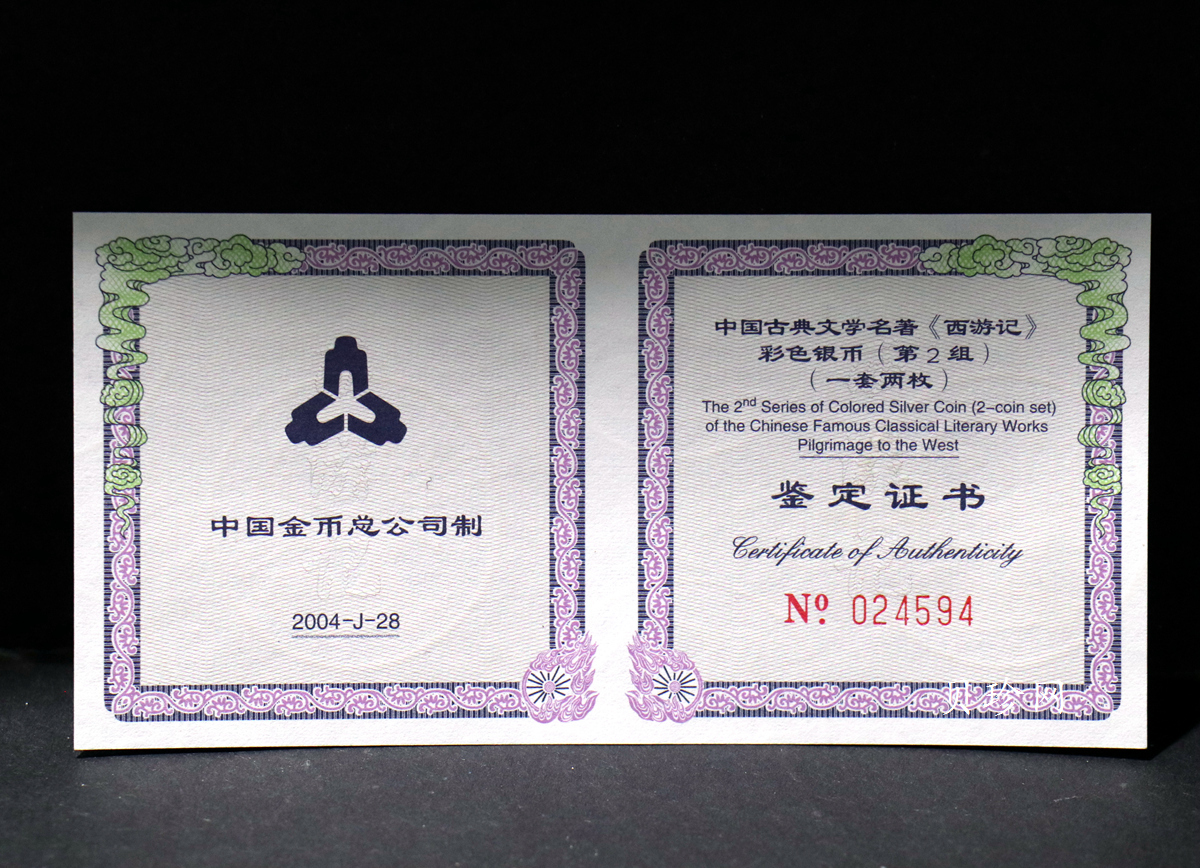 中国金币总公司制
2004-J-28
中国古典文学名著《西游记》
彩色银币(第2组)
(一套两枚)
The 2nd Series of Colored Silver Coin (2-coin set)
of the Chinese Famous Classical Literary Works
Pilgrimage to the West
鉴定证书
Certificate of Authenticity
Nº 024594